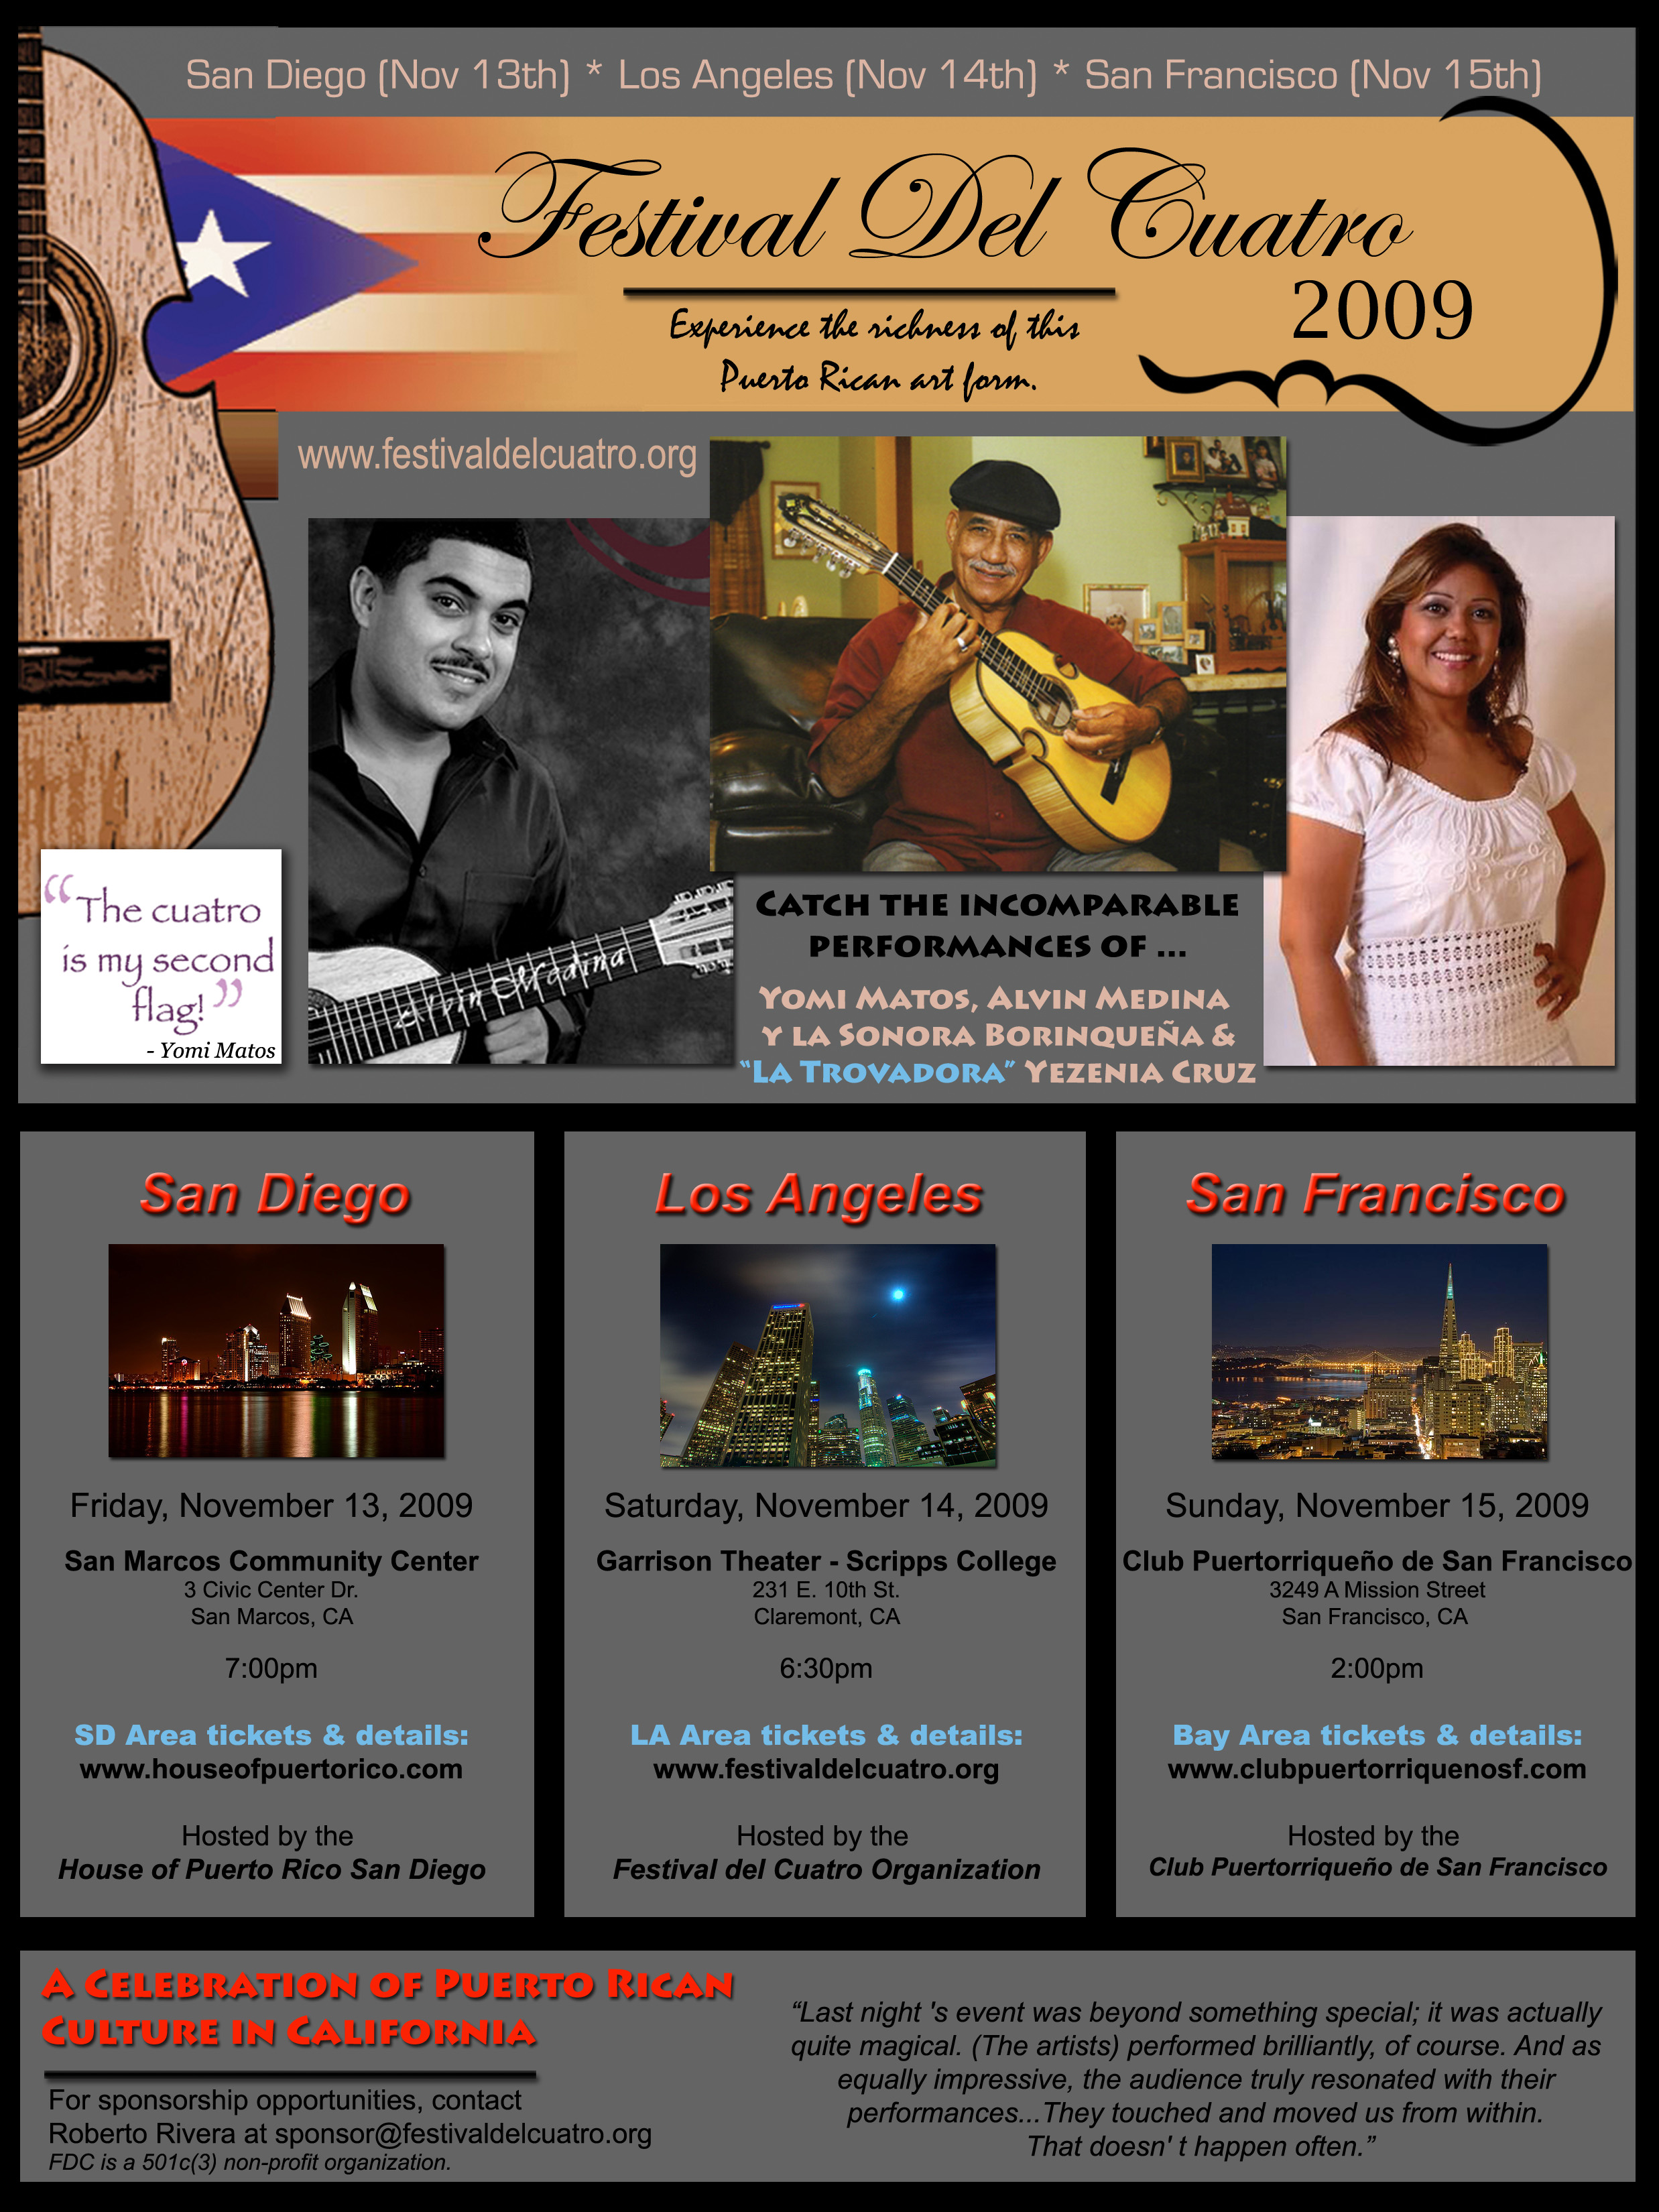 San Diego (Nov 13th) * Los Angeles (Nov 14th) * San Francisco (Nov 15th)
Festival Del Cuatro
2009
Experience the richness of this
Puerto Rican art form.
www.festivaldelcuatro.org
“The cuatro
is my second
flag!”
- Yomi Matos
Alvin Medina
CATCH THE INCOMPARABLE
PERFORMANCES OF ...
YOMI MATOS, ALVIN MEDINA
Y LA SONORA BORINQUEÑA &
“LA TROVADORA” YEZENIA CRUZ
San Diego
Friday, November 13, 2009
San Marcos Community Center
3 Civic Center Dr.
San Marcos, CA
7:00pm
SD Area tickets & details:
www.houseofpuertorico.com
Hosted by the
House of Puerto Rico San Diego
Los Angeles
Saturday, November 14, 2009
Garrison Theater - Scripps College
231 E. 10th St.
Claremont, CA
6:30pm
LA Area tickets & details:
www.festivaldelcuatro.org
Hosted by the
Festival del Cuatro Organization
San Francisco
Sunday, November 15, 2009
Club Puertorriqueño de San Francisco
3249 A Mission Street
San Francisco, CA
2:00pm
Bay Area tickets & details:
www.clubpuertorriquenosf.com
Hosted by the
Club Puertorriqueño de San Francisco
A CELEBRATION OF PUERTO RICAN
CULTURE IN CALIFORNIA
For sponsorship opportunities, contact
Roberto Rivera at sponsor@festivaldelcuatro.org
FDC is a 501c(3) non-profit organization.
“Last night 's event was beyond something special; it was actually
quite magical. (The artists) performed brilliantly, of course. And as
equally impressive, the audience truly resonated with their
performances...They touched and moved us from within.
That doesn' t happen often.”